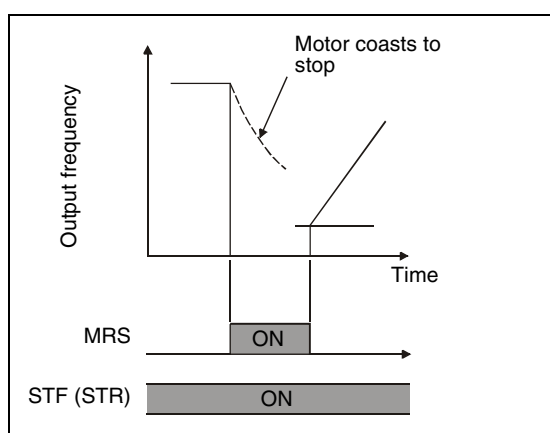 Motor coasts to
stop
Output frequency
Time
MRS
ON
STF (STR)
ON